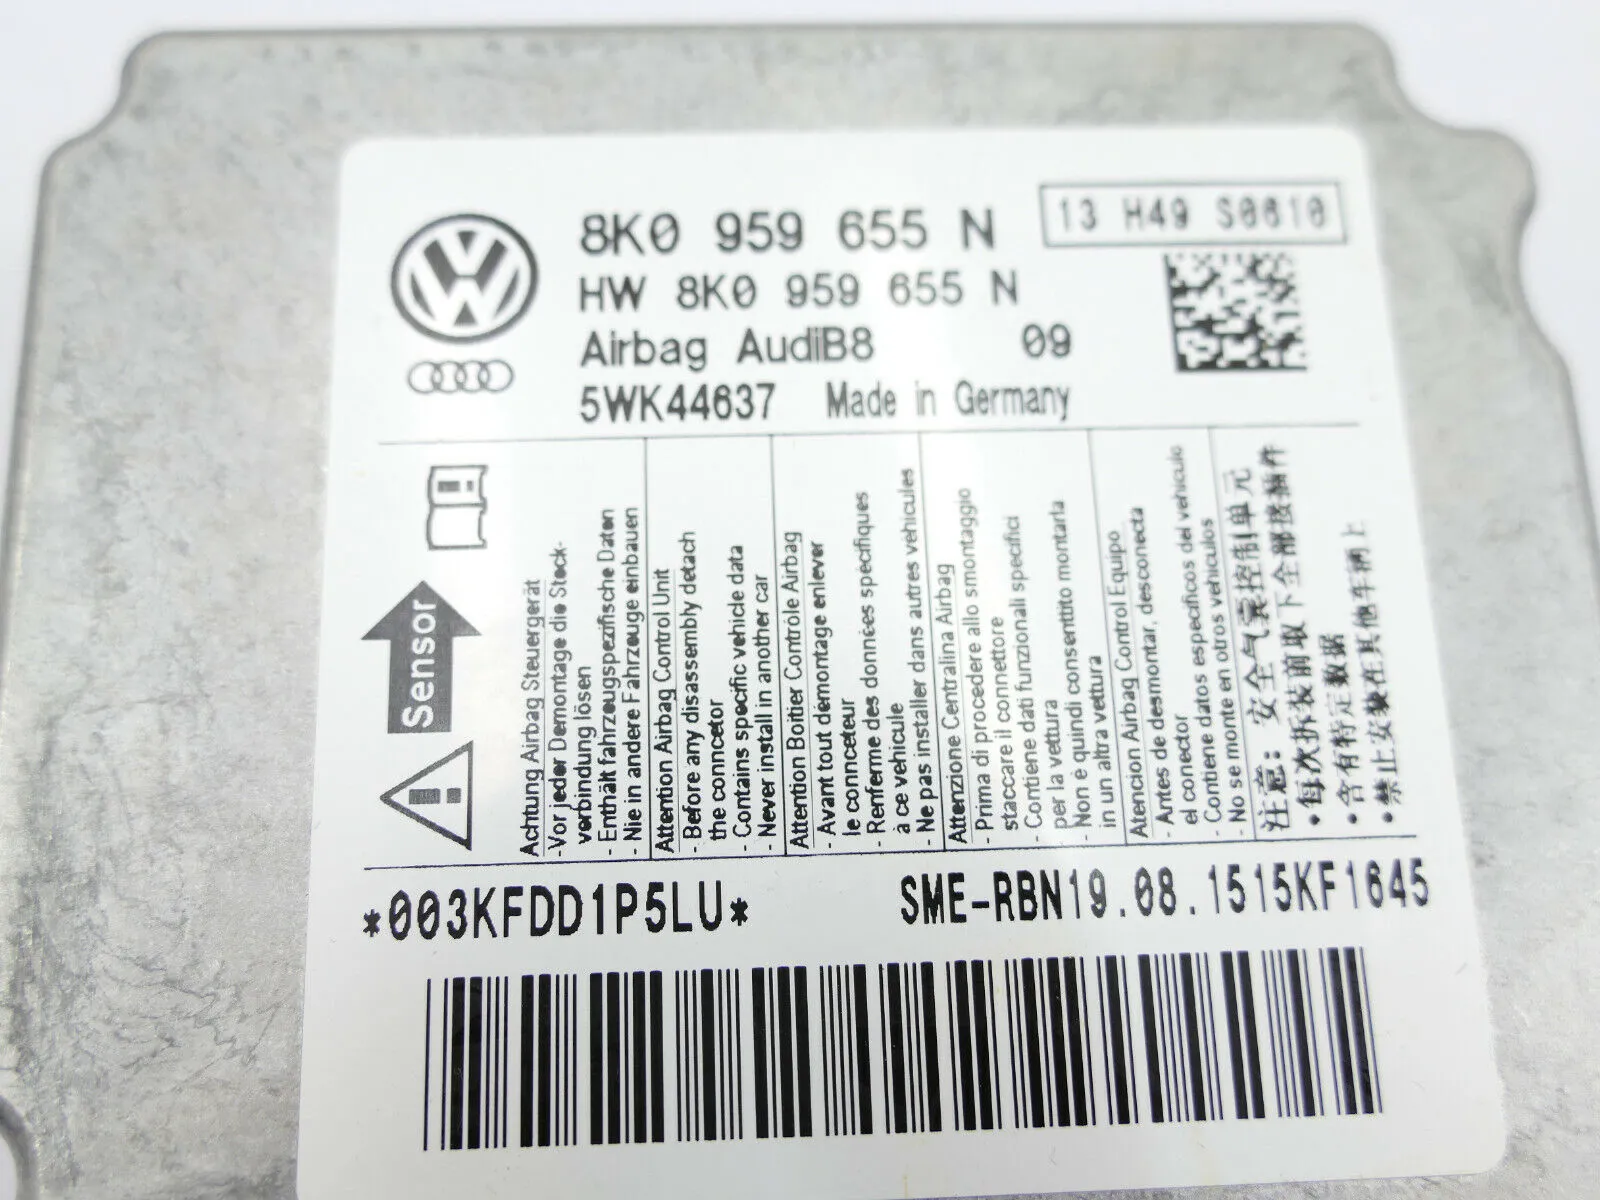 8K0 959 655 N
13 H49 S0610
HW 8K0 959 655 N
Airbag AudiB8 09
5WK44637 Made in Germany
Sensor
Achtung Airbag Steuergerät
- Vor jeder Demontage die Steck-
verbindung lösen
- Enthält fahrzeugspezifische Daten
- Nie in andere Fahrzeuge einbauen
Attention Airbag Control Unit
- Before any disassembly detach
the conncetor
- Contains specific vehicle data
- Never install in another car
Attention Boitier Contrôle Airbag
- Avant tout démontage enlever
le connceteur
- Renferme des données specifiques
à ce vehicule
- Ne pas installer dans autres vehicules
Attenzione Centralina Airbag
- Prima di procedere allo smontaggio
staccare il connettore
- Contiene dati funzionali specifici
per la vettura
- Non è quindi consentito montarla
in un altra vettura
Atencion Airbag Control Equipo
- Antes de desmontar, desconecta
el conector
- Contiene datos especificos del vehiculo
- No se monte en otros vehiculos
注意: 安全气囊控制单元
• 每次拆装前取下全部接插件
• 含有特定数据
• 禁止安装在其他车辆上
*003KFDD1P5LU*
SME-RBN19.08.1515KF1645